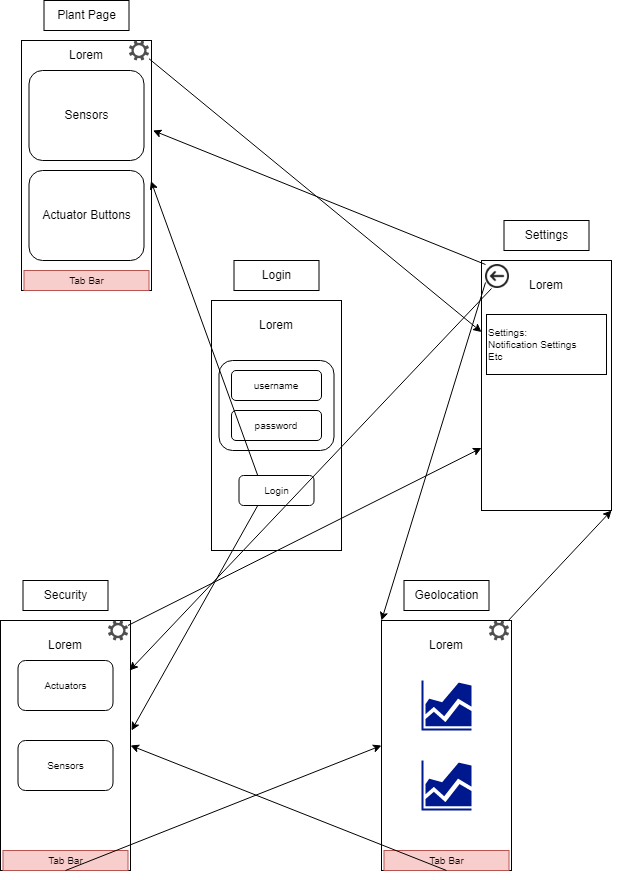 Plant Page
Lorem
Sensors
Actuator Buttons
Tab Bar
Settings
Lorem
Settings:
Notification Settings
Etc
Login
Lorem
username
password
Login
Security
Lorem
Actuators
Sensors
Tab Bar
Geolocation
Lorem
Tab Bar